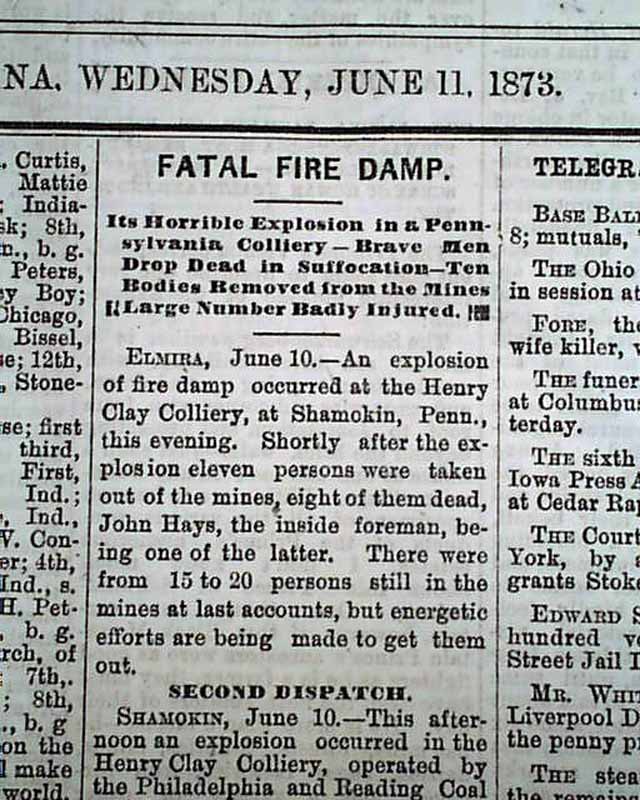 NA, WEDNESDAY, JUNE 11, 1873.
Curtis,
Mattie
India-
8th,
b. g.
Peters,
Boy;
Chicago,
Bissel,
12th,
Stone-
first
third,
First,
Ind.;
Ind.,
W. Con-
4th,
Ind., s.
H. Pet-
b. g.
of
7th,.
; 8th,
b. g
on the
make
world.
FATAL FIRE DAMP.
Its Horrible Explosion in a Penn-
sylvania Colliery — Brave Men
Drop Dead in Suffocation—Ten
Bodies Removed from the Mines
Large Number Badly Injured.
ELMIRA, June 10.—An explosion
of fire damp occurred at the Henry
Clay Colliery, at Shamokin, Penn.,
this evening. Shortly after the ex-
plosion eleven persons were taken
out of the mines, eight of them dead,
John Hays, the inside foreman, be-
ing one of the latter. There were
from 15 to 20 persons still in the
mines at last accounts, but energetic
efforts are being made to get them
out.
SECOND DISPATCH.
SHAMOKIN, June 10.—This after-
noon an explosion occurred in the
Henry Clay Colliery, operated by
the Philadelphia and Reading Coal
TELEGRA
BASE BALL
8; mutuals,
THE Ohio
in session at
FORE, the
wife killer,
THE funer
at Columbus
terday.
THE sixth
Iowa Press A
at Cedar Rap
THE Court
York, by
grants Stok
EDWARD S
hundred
Street Jail
MR. WHIT
Liverpool D
the penny p
THE stea
the remains